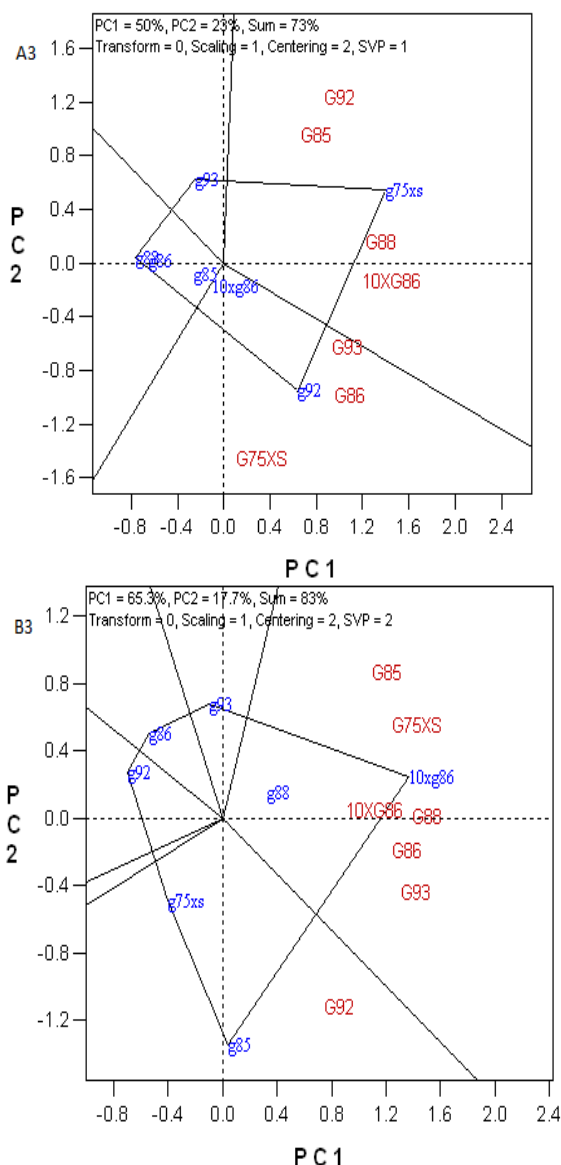 A3
PC1 = 50%, PC2 = 23%, Sum = 73%
Transform = 0, Scaling = 1, Centering = 2, SVP = 1
1.6
1.2
0.8
0.4
0.0
-0.4
-0.8
-1.2
-1.6
P
C
2
G92
G85
g93
g75xs
G88
g88
g86
g85
10xg86
10XG86
G93
g92
G86
G75XS
-0.8 -0.4 0.0 0.4 0.8 1.2 1.6 2.0 2.4
P C 1
B3
PC1 = 65.3%, PC2 = 17.7%, Sum = 83%
Transform = 0, Scaling = 1, Centering = 2, SVP = 2
1.2
0.8
0.4
0.0
-0.4
-0.8
-1.2
P
C
2
G85
g93
G75XS
g86
g92
10xg86
g88
10XG86
G88
G86
G93
g75xs
G92
g85
-0.8 -0.4 0.0 0.4 0.8 1.2 1.6 2.0 2.4
P C 1